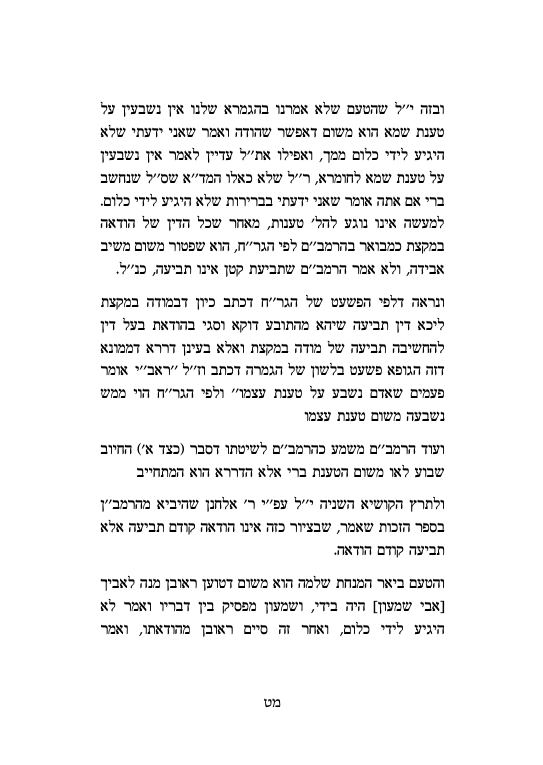 ובזה י״ל שהטעם שלא אמרנו בהגמרא שלנו אין נשבעין על
טענת שמא הוא משום דאפשר שהודה ואמר שאני ידעתי שלא
היגיע לידי כלום ממך, ואפילו את״ל עדיין לאמר אין נשבעין
על טענת שמא לחומרא, ר״ל שלא כאלו המד״א שס״ל שנחשב
ברי אם אתה אומר שאני ידעתי בברירות שלא היגיע לידי כלום.
למעשה אינו נוגע להל׳ טענות, מאחר שכל הדין של הודאה
במקצת כמבואר בהרמב״ם לפי הגר״ח, הוא שפטור משום משיב
אבידה, ולא אמר הרמב״ם שתביעת קטן אינו תביעה, כנ״ל.
ונראה דלפי הפשעט של הגר״ח דכתב כיון דבמודה במקצת
ליכא דין תביעה שיהא מהתובע דוקא וסגי בהודאת בעל דין
להחשיבה תביעה של מודה במקצת ואלא בעינן דררא דממונא
דזה הגופא פשעט בלשון של הגמרה דכתב וז״ל ״ראב״י אומר
פעמים שאדם נשבע על טענת עצמו״ ולפי הגר״ח הוי ממש
נשבעה משום טענת עצמו
ועוד הרמב״ם משמע כהרמב״ם לשיטתו דסבר (כצד א׳) החיוב
שבוע לאו משום הטענת ברי אלא הדררא הוא המתחייב
ולתרץ הקושיא השניה י״ל עפ״י ר׳ אלחנן שהיביא מהרמב״ן
בספר הזכות שאמר, שבציור כזה אינו הודאה קודם תביעה אלא
תביעה קודם הודאה.
והטעם ביאר המנחת שלמה הוא משום דטוען ראובן מנה לאביך
[אבי שמעון] היה בידי, ושמעון מפסיק בין דבריו ואמר לא
היגיע לידי כלום, ואחר זה סיים ראובן מהודאתו, ואמר
מט